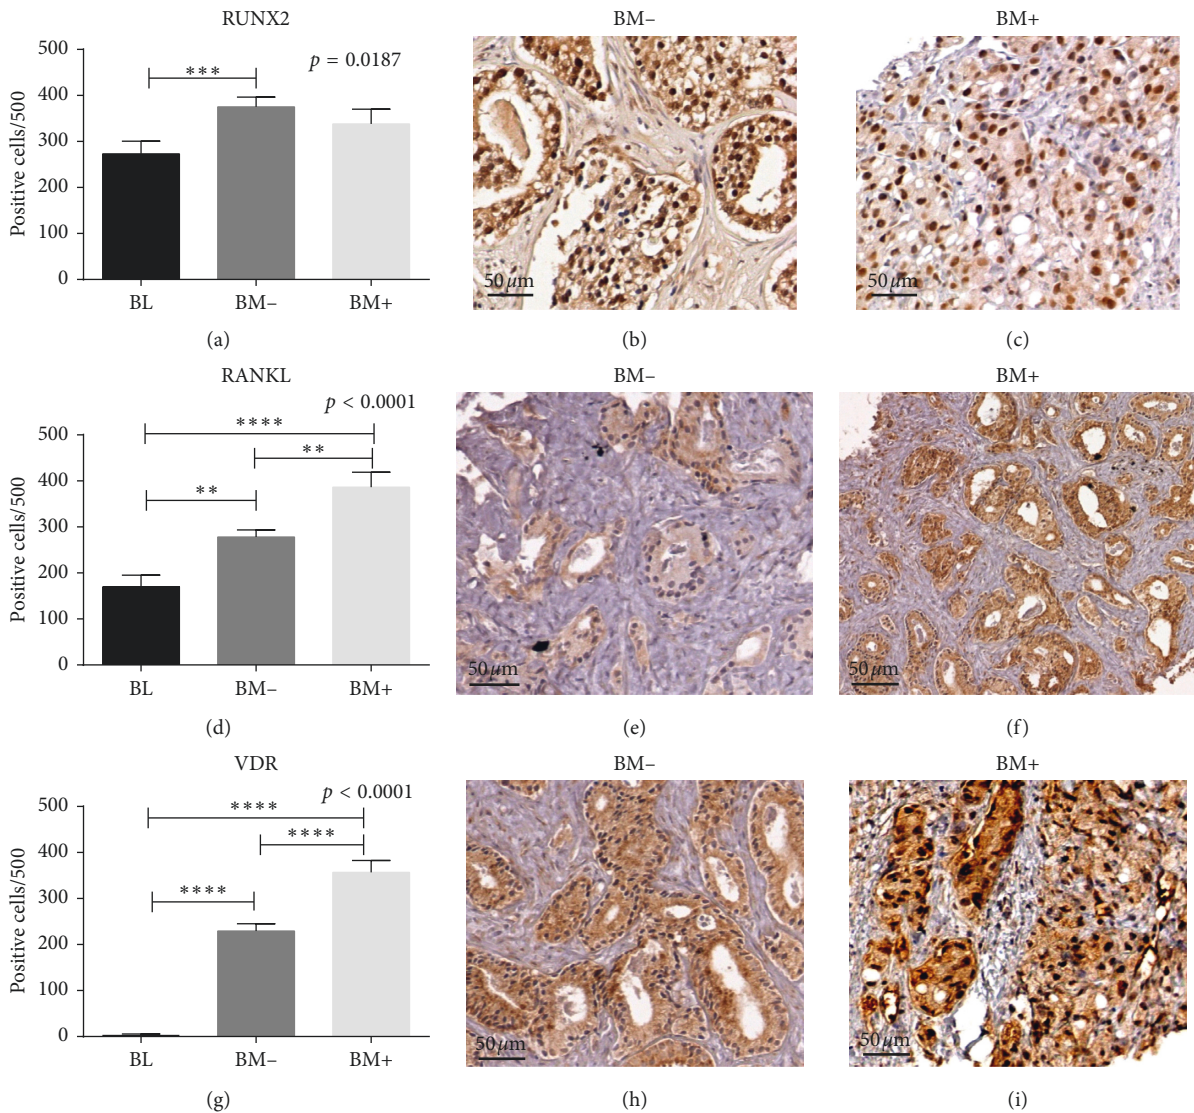 RUNX2
BM−
BM+
p = 0.0187
***
Positive cells/500
500
400
300
200
100
0
BL
BM−
BM+
50 μm
50 μm
(a)
(b)
(c)
RANKL
BM−
BM+
p < 0.0001
****
**
**
Positive cells/500
500
400
300
200
100
0
BL
BM−
BM+
50 μm
50 μm
(d)
(e)
(f)
VDR
BM−
BM+
p < 0.0001
****
****
****
Positive cells/500
500
400
300
200
100
0
BL
BM−
BM+
50 μm
50 μm
(g)
(h)
(i)